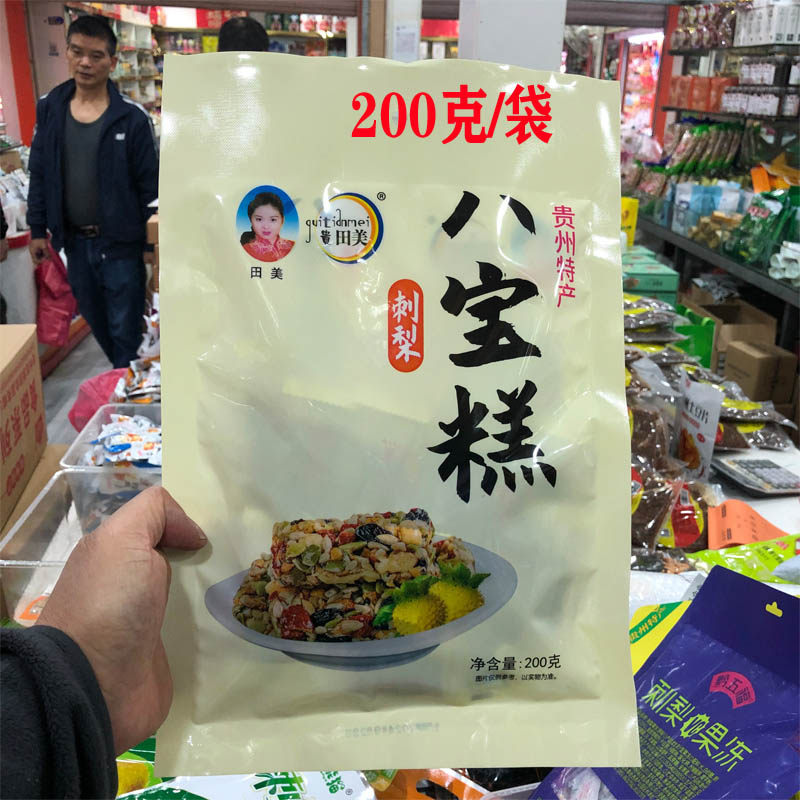 200克/袋
guitianmei
貴田美
®
田美
贵州特产
八宝糕
刺梨
净含量:200克
图片仅供参考，以实物为准。
刺梨 果冻